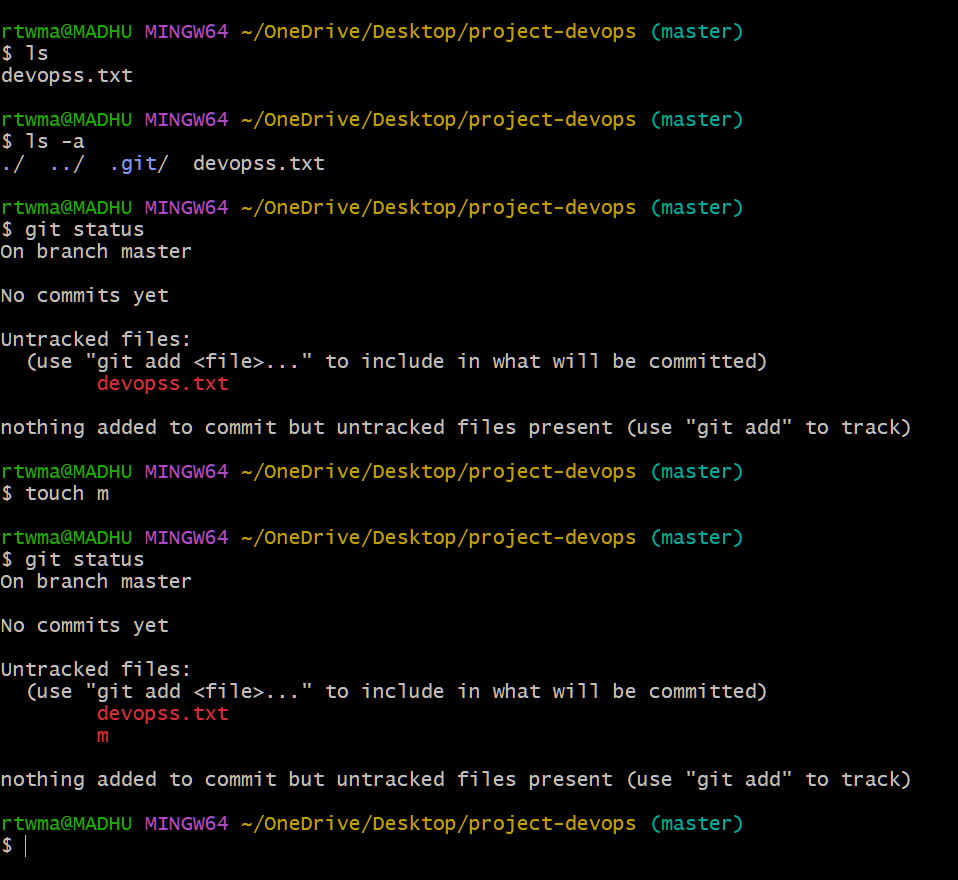 rtwma@MADHU MINGW64 ~/OneDrive/Desktop/project-devops (master)
$ ls
devopss.txt
rtwma@MADHU MINGW64 ~/OneDrive/Desktop/project-devops (master)
$ ls -a
./  ../  .git/  devopss.txt
rtwma@MADHU MINGW64 ~/OneDrive/Desktop/project-devops (master)
$ git status
On branch master
No commits yet
Untracked files:
  (use "git add <file>..." to include in what will be committed)
        devopss.txt
nothing added to commit but untracked files present (use "git add" to track)
rtwma@MADHU MINGW64 ~/OneDrive/Desktop/project-devops (master)
$ touch m
rtwma@MADHU MINGW64 ~/OneDrive/Desktop/project-devops (master)
$ git status
On branch master
No commits yet
Untracked files:
  (use "git add <file>..." to include in what will be committed)
        devopss.txt
        m
nothing added to commit but untracked files present (use "git add" to track)
rtwma@MADHU MINGW64 ~/OneDrive/Desktop/project-devops (master)
$